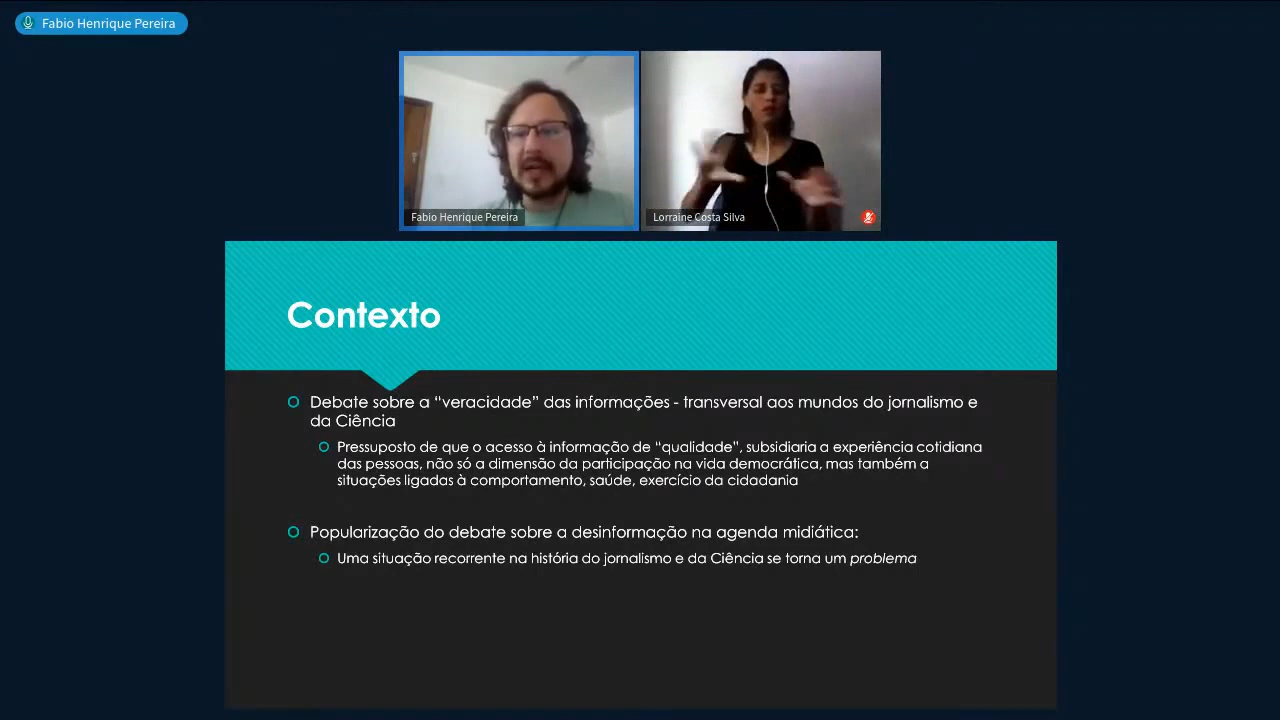 Fabio Henrique Pereira
Fabio Henrique Pereira
Lorraine Costa Silva
Contexto
Debate sobre a “veracidade” das informações - transversal aos mundos do jornalismo e
da Ciência
Pressuposto de que o acesso à informação de “qualidade”, subsidiaria a experiência cotidiana
das pessoas, não só a dimensão da participação na vida democrática, mas também a
situações ligadas à comportamento, saúde, exercício da cidadania
Popularização do debate sobre a desinformação na agenda midiática:
Uma situação recorrente na história do jornalismo e da Ciência se torna um problema